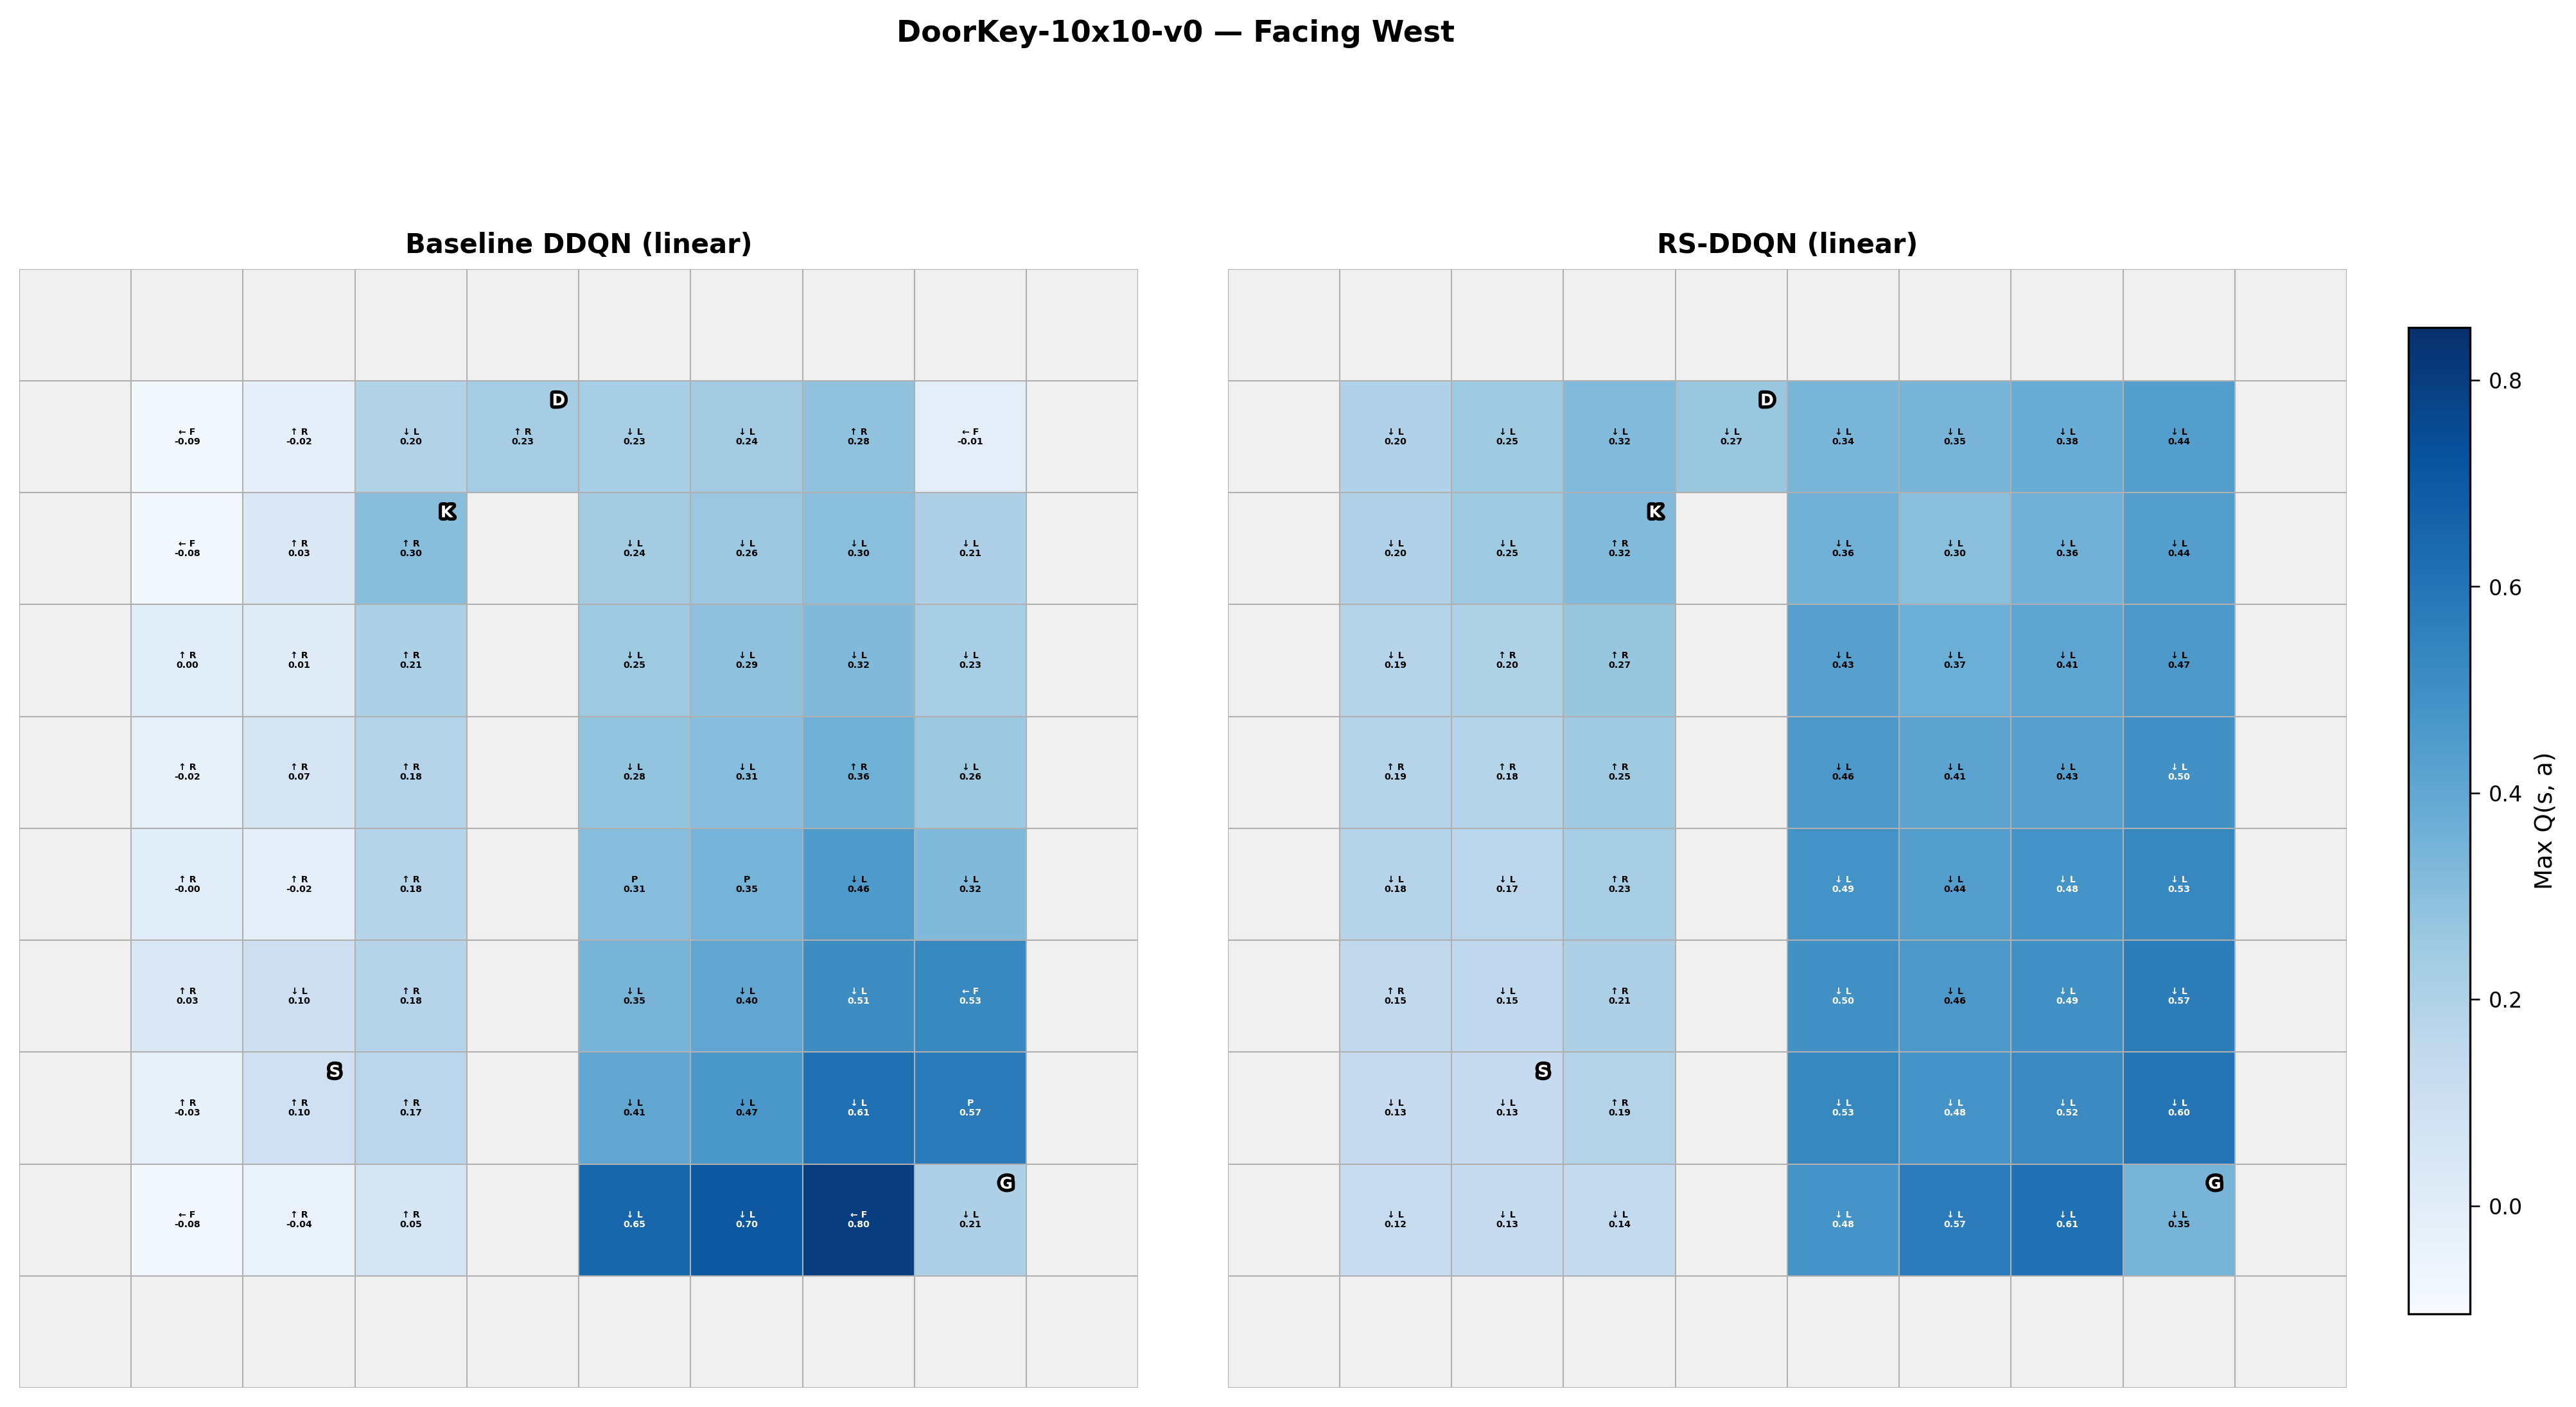 DoorKey-10x10-v0 — Facing West
Baseline DDQN (linear)
← F ↑ R ↓ L D ↑ R ↓ L ↓ L ↑ R ← F
-0.09 -0.02 0.20 0.23 0.23 0.24 0.28 -0.01
← F ↑ R K ↑ R ↓ L ↓ L ↓ L ↓ L
-0.08 0.03 0.30 0.24 0.26 0.30 0.21
↑ R ↑ R ↑ R ↓ L ↓ L ↓ L ↓ L
0.00 0.01 0.21 0.25 0.29 0.32 0.23
↑ R ↑ R ↑ R ↓ L ↓ L ↑ R ↓ L
-0.02 0.07 0.18 0.28 0.31 0.36 0.26
↑ R ↑ R ↑ R P P ↓ L ↓ L
-0.00 -0.02 0.18 0.31 0.35 0.46 0.32
↑ R ↓ L ↑ R ↓ L ↓ L ↓ L ← F
0.03 0.10 0.18 0.35 0.40 0.51 0.53
↑ R S ↑ R ↑ R ↓ L ↓ L ↓ L P
-0.03 0.10 0.17 0.41 0.47 0.61 0.57
← F ↑ R ↑ R ↓ L ↓ L ← F G ↓ L
-0.08 -0.04 0.05 0.65 0.70 0.80 0.21
RS-DDQN (linear)
↓ L ↓ L ↓ L D ↓ L ↓ L ↓ L ↓ L ↓ L
0.20 0.25 0.32 0.27 0.34 0.35 0.38 0.44
↓ L ↓ L K ↑ R ↓ L ↓ L ↓ L ↓ L
0.20 0.25 0.32 0.36 0.30 0.36 0.44
↓ L ↑ R ↑ R ↓ L ↓ L ↓ L ↓ L
0.19 0.20 0.27 0.43 0.37 0.41 0.47
↑ R ↑ R ↑ R ↓ L ↓ L ↓ L ↓ L
0.19 0.18 0.25 0.46 0.41 0.43 0.50
↓ L ↓ L ↑ R ↓ L ↓ L ↓ L ↓ L
0.18 0.17 0.23 0.49 0.44 0.48 0.53
↑ R ↓ L ↑ R ↓ L ↓ L ↓ L ↓ L
0.15 0.15 0.21 0.50 0.46 0.49 0.57
↓ L S ↓ L ↑ R ↓ L ↓ L ↓ L ↓ L
0.13 0.13 0.19 0.53 0.48 0.52 0.60
↓ L ↓ L ↓ L ↓ L ↓ L ↓ L G ↓ L
0.12 0.13 0.14 0.48 0.57 0.61 0.35
0.8
0.6
0.4
0.2
0.0
Max Q(s, a)